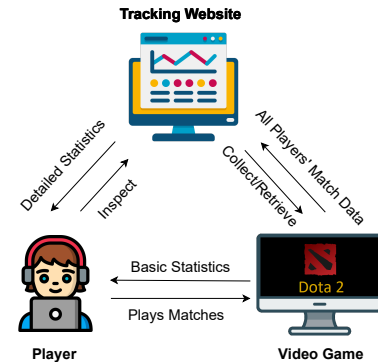 Tracking Website
Detailed Statistics
Inspect
Collect/Retrieve
All Players' Match Data
Basic Statistics
Plays Matches
Dota 2
Player
Video Game